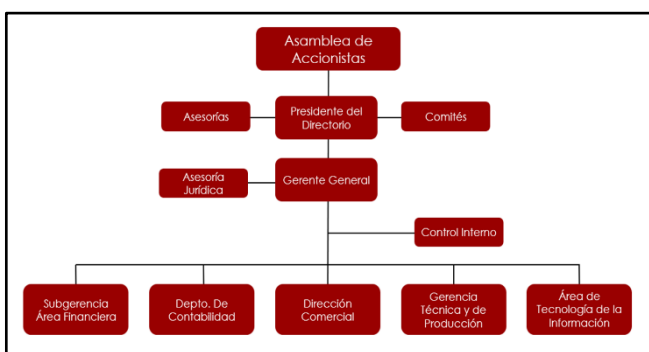 Asamblea de
Accionistas
Asesorías
Presidente del
Directorio
Comités
Asesoría
Jurídica
Gerente General
Control Interno
Subgerencia
Área Financiera
Depto. De
Contabilidad
Dirección
Comercial
Gerencia
Técnica y de
Producción
Área de
Tecnología de la
Información